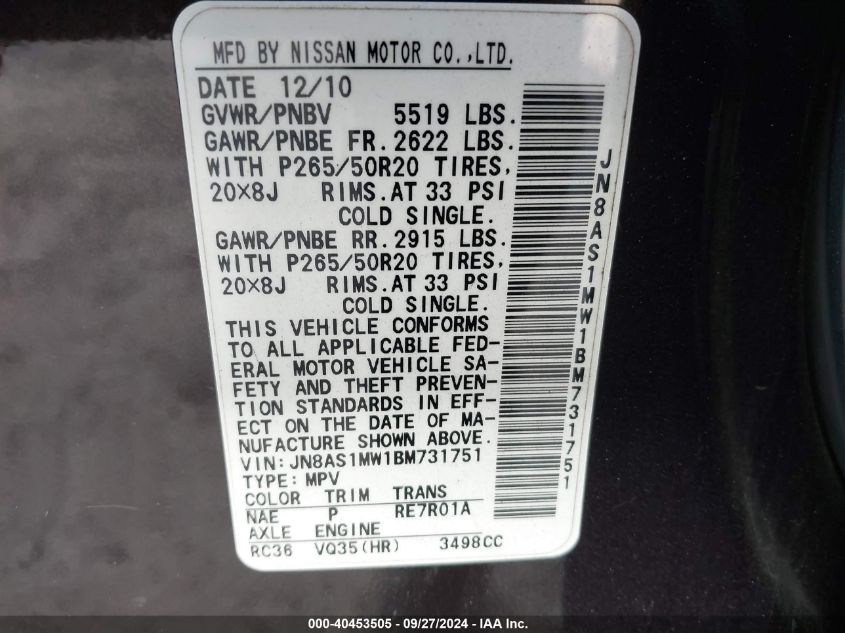 MFD BY NISSAN MOTOR CO.,LTD.
DATE 12/10
GVWR/PNBV 5519 LBS.
GAWR/PNBE FR. 2622 LBS.
WITH P265/50R20 TIRES,
20×8J RIMS. AT 33 PSI
COLD SINGLE.
GAWR/PNBE RR. 2915 LBS.
WITH P265/50R20 TIRES,
20×8J RIMS. AT 33 PSI
COLD SINGLE.
THIS VEHICLE CONFORMS
TO ALL APPLICABLE FED-
ERAL MOTOR VEHICLE SA-
FETY AND THEFT PREVEN-
TION STANDARDS IN EFF-
ECT ON THE DATE OF MA-
NUFACTURE SHOWN ABOVE.
VIN: JN8AS1MW1BM731751
TYPE: MPV
COLOR TRIM TRANS
NAE P RE7R01A
AXLE ENGINE
RC36 VQ35(HR) 3498CC
JN8AS1MW1BM731751
000-40453505 - 09/27/2024 - IAA Inc.